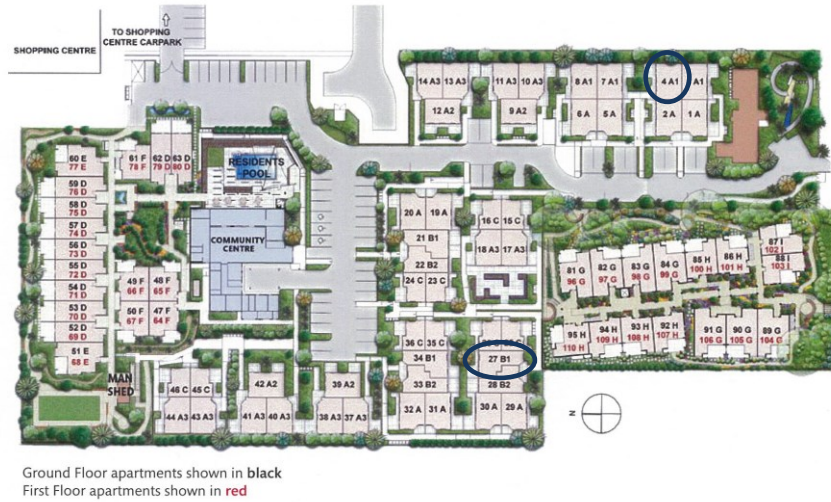 TO SHOPPING
CENTRE CARPARK
SHOPPING CENTRE
14 A3 13 A3
12 A2
11 A3 10 A3
9 A2
8 A1 7 A1
6 A 5 A
4 A1 A1
2 A 1 A
60 E
77 E
59 D
76 D
58 D
75 D
57 D
74 D
56 D
73 D
55 D
72 D
54 D
71 D
53 D
70 D
52 D
69 D
51 E
68 E
61 F 62 D 63 D
78 F 79 D 80 D
RESIDENTS
POOL
COMMUNITY
CENTRE
49 F 48 F
66 F 65 F
50 F 47 F
67 F 64 F
20 A 19 A
21 B1
22 B2
24 C 23 C
16 C 15 C
18 A3 17 A3
36 C 35 C
34 B1
33 B2
32 A 31 A
27 B1
28 B2
30 A 29 A
81 G 82 G 83 G 84 G 85 H 86 H 87 I 88 I
96 G 97 G 98 G 99 G 100 H 101 H 102 I 103 I
95 H 94 H 93 H 92 H 91 G 90 G 89 G
110 H 109 H 108 H 107 H 106 G 105 G 104 G
MAN
SHED
46 C 45 C
44 A3 43 A3
42 A2
41 A3 40 A3
39 A2
38 A3 37 A3
N
Ground Floor apartments shown in black
First Floor apartments shown in red